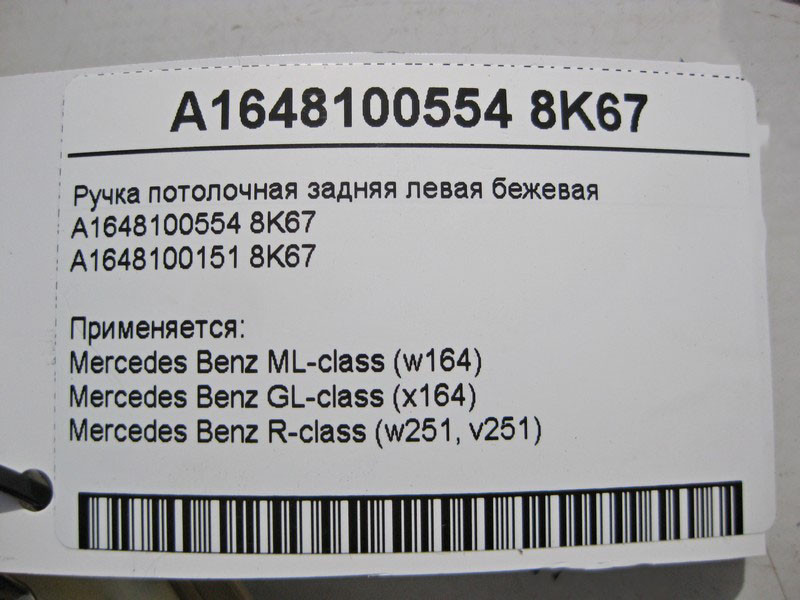 A1648100554 8K67
Ручка потолочная задняя левая бежевая
A1648100554 8K67
A1648100151 8K67
Применяется:
Mercedes Benz ML-class (w164)
Mercedes Benz GL-class (x164)
Mercedes Benz R-class (w251, v251)